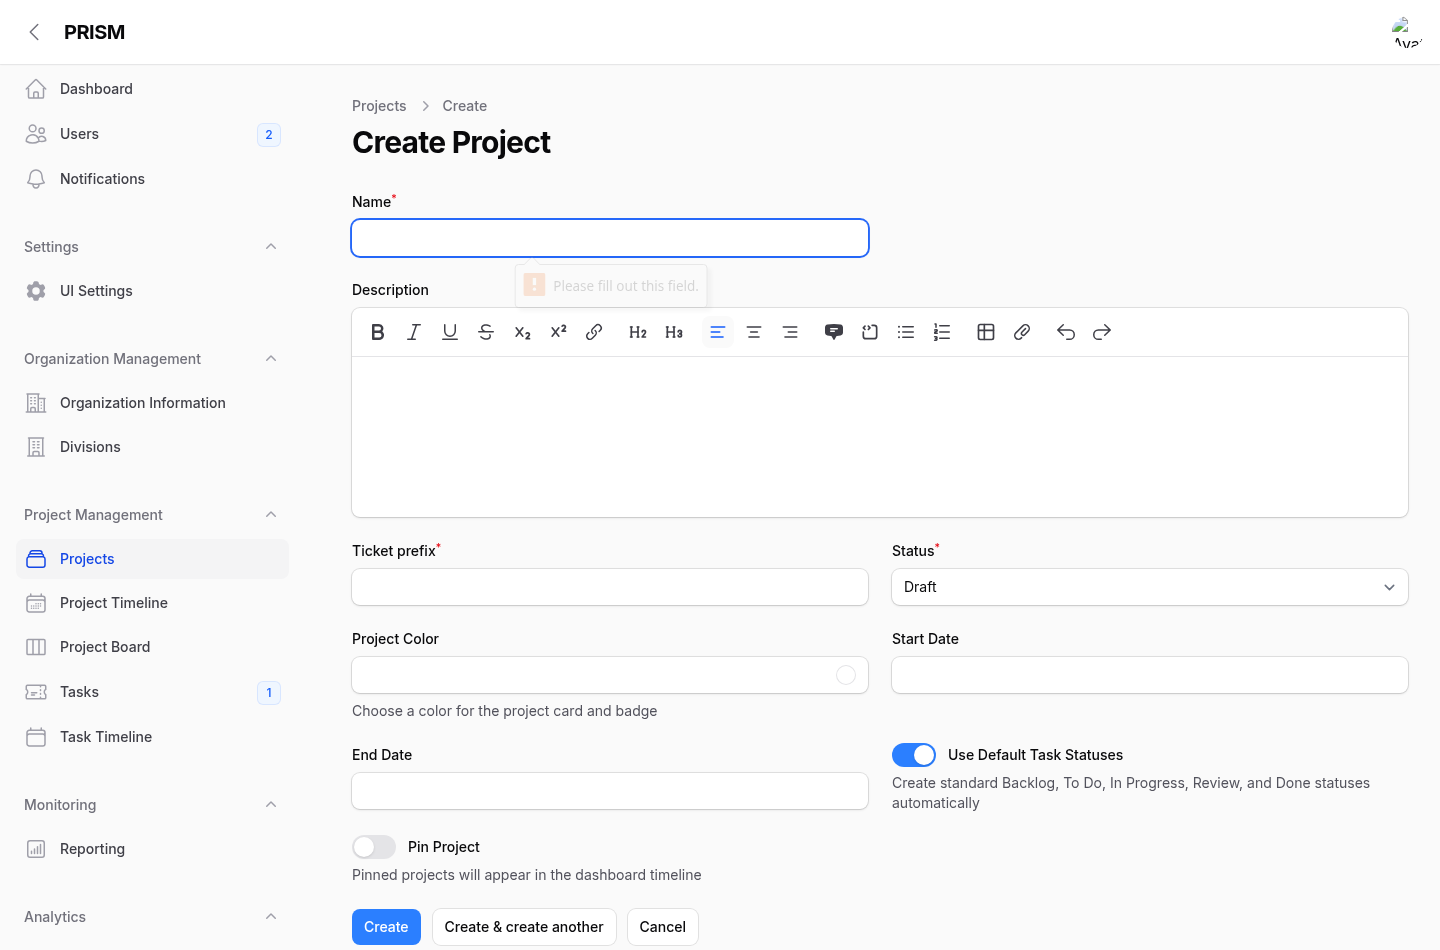 PRISM
Dashboard
Users
2
Notifications
Settings
UI Settings
Organization Management
Organization Information
Divisions
Project Management
Projects
Project Timeline
Project Board
Tasks
1
Task Timeline
Monitoring
Reporting
Analytics
Projects Create
Create Project
Name*
Please fill out this field.
Description
B I U S X2 X2 H2 H3
Ticket prefix*
Status*
Draft
Project Color
Choose a color for the project card and badge
Start Date
End Date
Use Default Task Statuses
Create standard Backlog, To Do, In Progress, Review, and Done statuses
automatically
Pin Project
Pinned projects will appear in the dashboard timeline
Create
Create & create another
Cancel